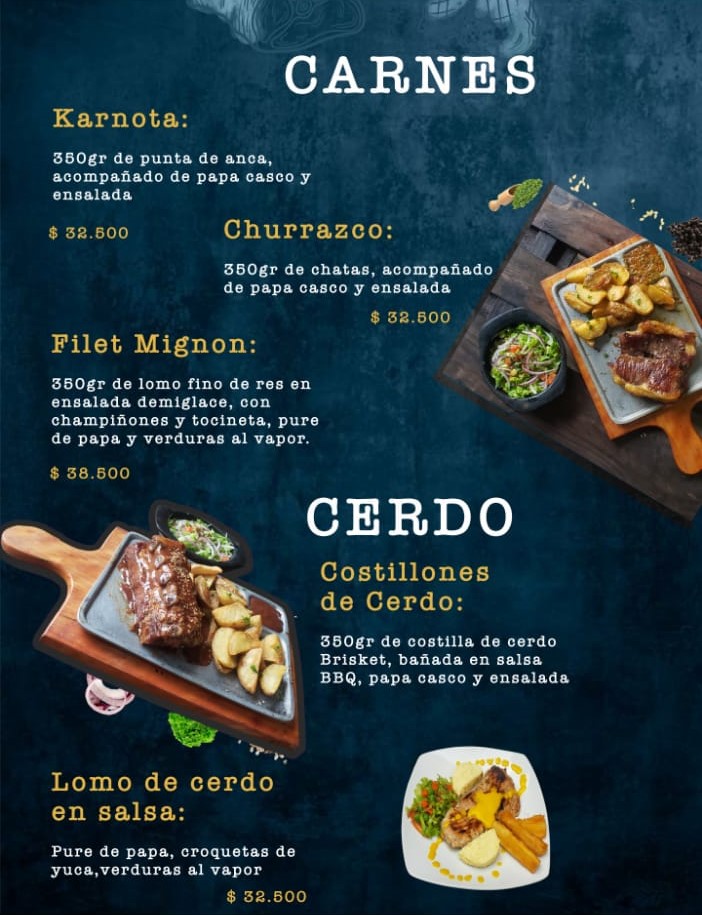 CARNES
Karnota:
350gr de punta de anca,
acompañado de papa casco y
ensalada
$ 32.500
Churrazco:
350gr de chatas, acompañado
de papa casco y ensalada
$ 32.500
Filet Mignon:
350gr de lomo fino de res en
ensalada demiglace, con
champiñones y tocineta, pure
de papa y verduras al vapor.
$ 38.500
CERDO
Costillones
de Cerdo:
350gr de costilla de cerdo
Brisket, bañada en salsa
BBQ, papa casco y ensalada
Lomo de cerdo
en salsa:
Pure de papa, croquetas de
yuca,verduras al vapor
$ 32.500